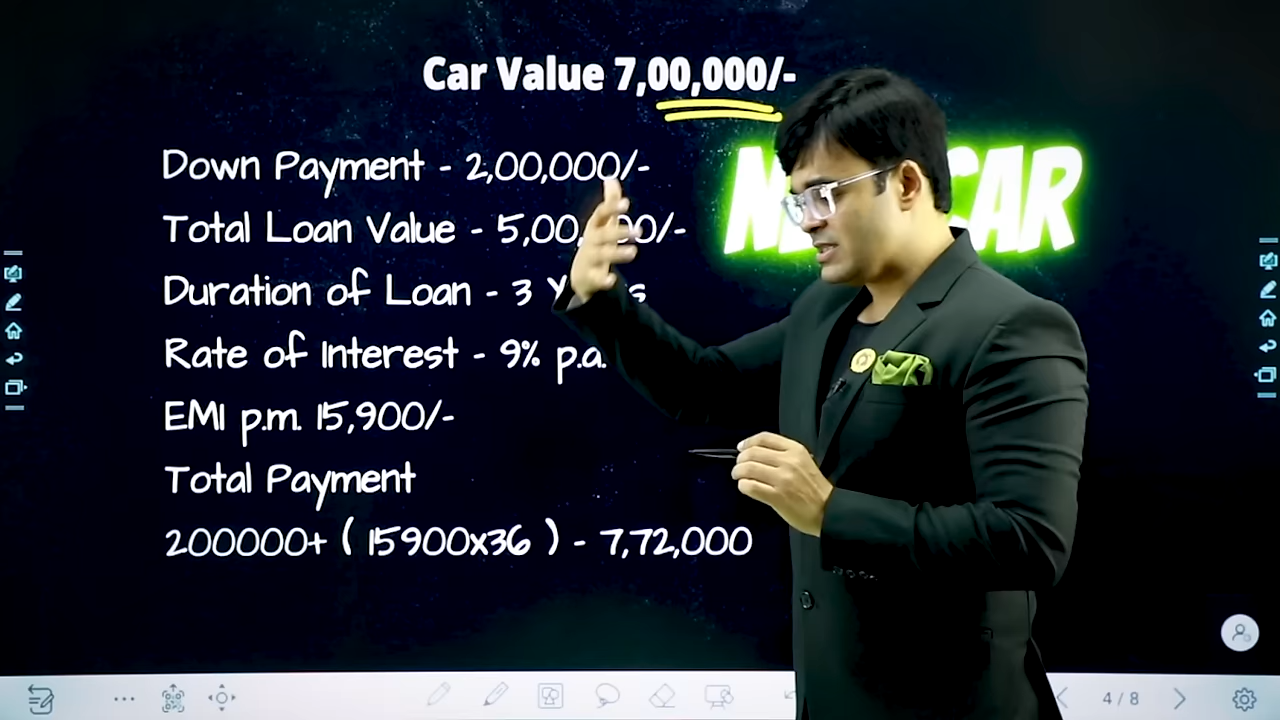 Car Value 7,00,000/-
Down Payment - 2,00,000/-
CAR
Total Loan Value -
Duration of Loan - 3
Rate of Interest - 9% p.a.
EMI p.m. 15,900/-
Total Payment
200000+ ( 15900x36 ) - 7,72,000
4 / 8